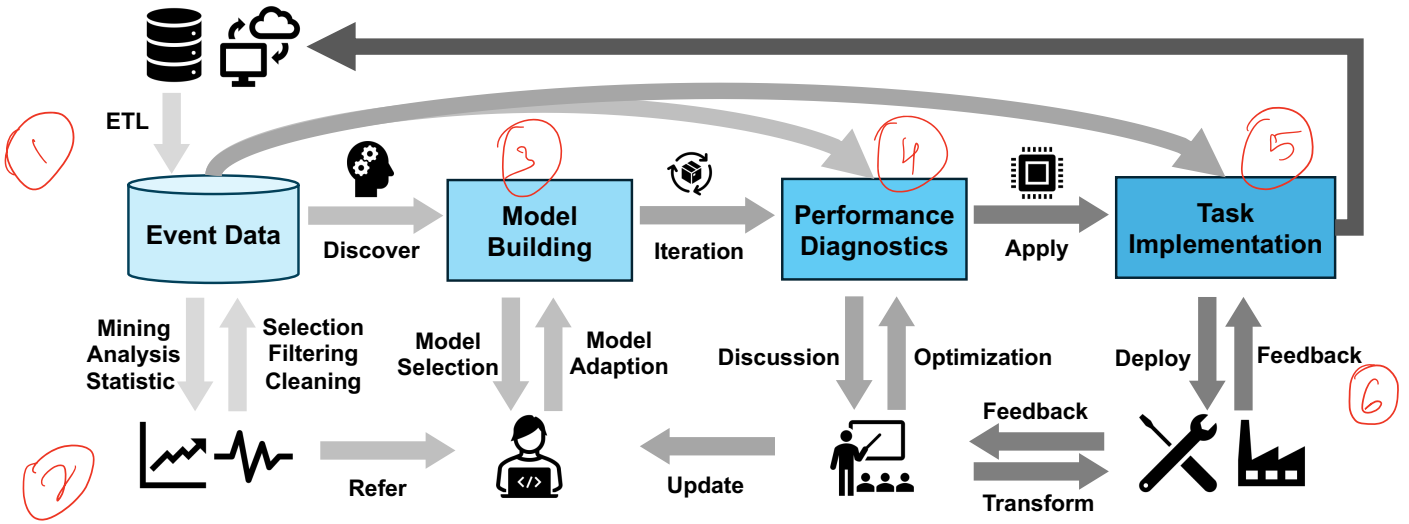 ETL
1
Event Data
Discover
3
Model
Building
Iteration
4
Performance
Diagnostics
Apply
5
Task
Implementation
Mining
Analysis
Statistic
Selection
Filtering
Cleaning
Model
Selection
Model
Adaption
Discussion
Optimization
Deploy
Feedback
6
2
Refer
</>
Update
Feedback
Transform